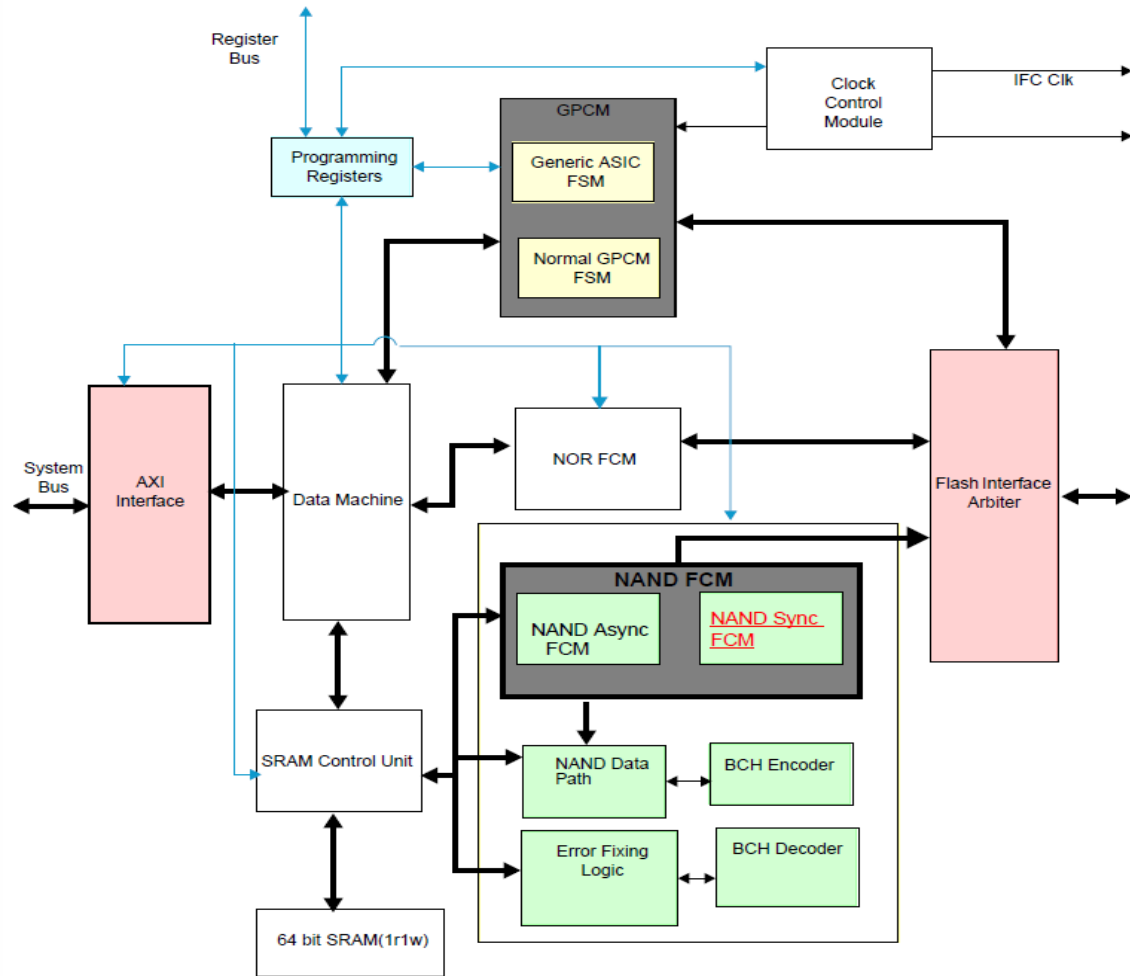 Register
Bus
Clock
Control
Module
IFC Clk
GPCM
Programming
Registers
Generic ASIC
FSM
Normal GPCM
FSM
System
Bus
AXI
Interface
Data Machine
NOR FCM
Flash Interface
Arbiter
NAND FCM
NAND Async
FCM
NAND Sync
FCM
SRAM Control Unit
NAND Data
Path
BCH Encoder
Error Fixing
Logic
BCH Decoder
64 bit SRAM(1r1w)